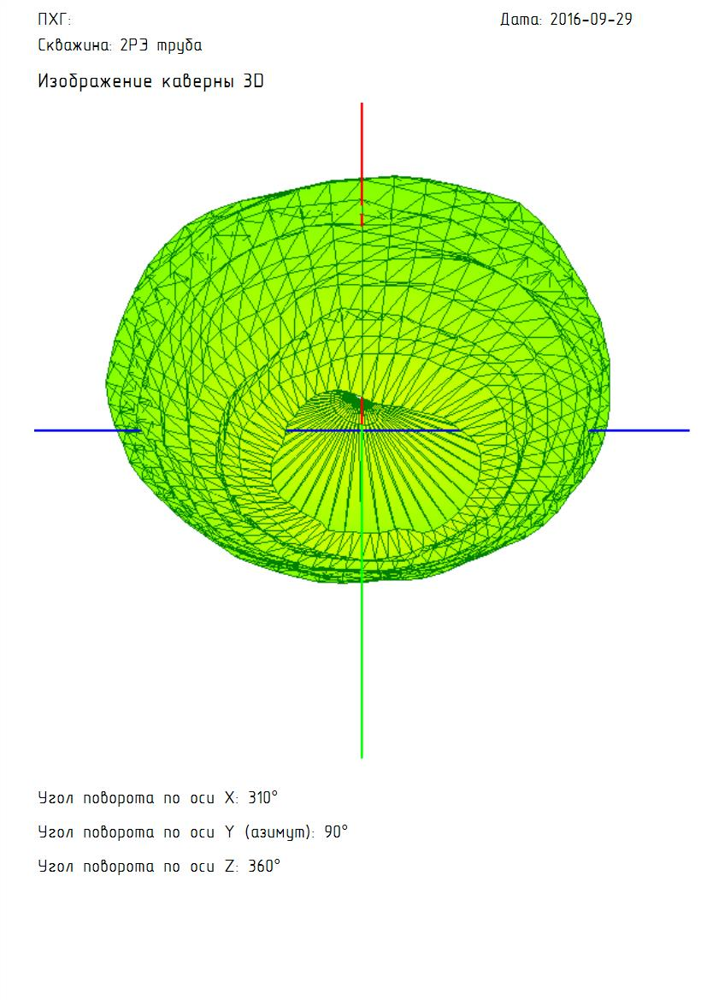 ПХГ:
Дата: 2016-09-29
Скважина: 2РЭ труба
Изображение каверны 3D
Угол поворота по оси X: 310°
Угол поворота по оси Y (азимут): 90°
Угол поворота по оси Z: 360°